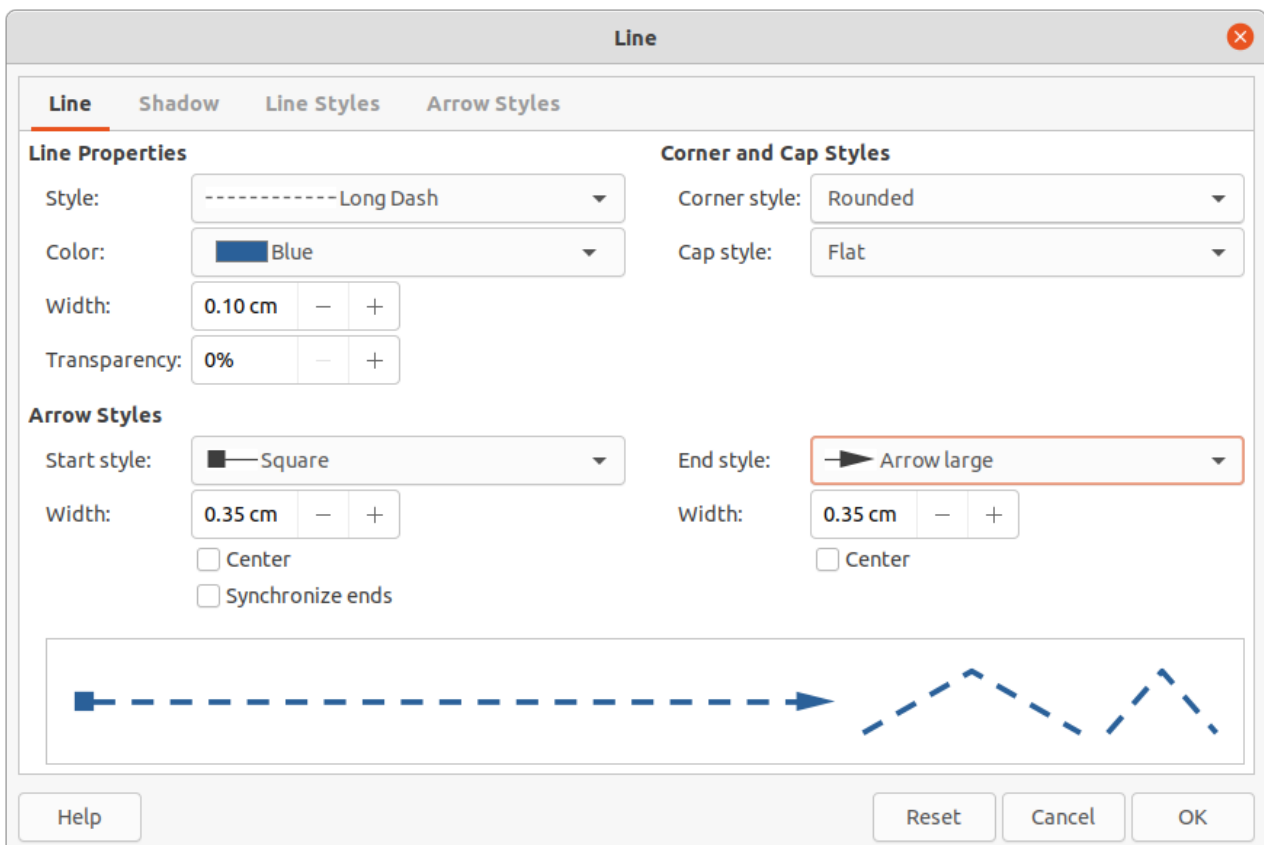 Line
Line Shadow Line Styles Arrow Styles
Line Properties
Style: Long Dash
Color: Blue
Width: 0.10 cm − +
Transparency: 0% − +
Corner and Cap Styles
Corner style: Rounded
Cap style: Flat
Arrow Styles
Start style: Square
Width: 0.35 cm − +
Center
Synchronize ends
End style: Arrow large
Width: 0.35 cm − +
Center
Help Reset Cancel OK